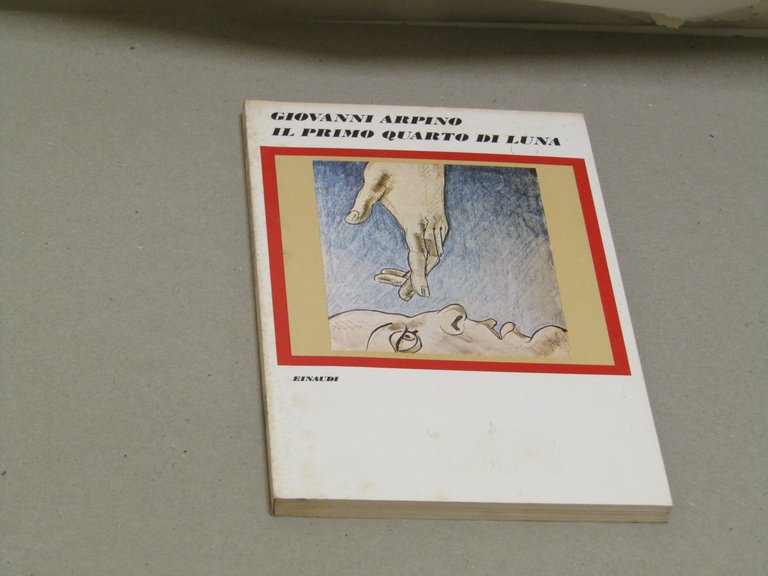 GIOVANNI ARPINO
IL PRIMO QUARTO DI LUNA
EINAUDI